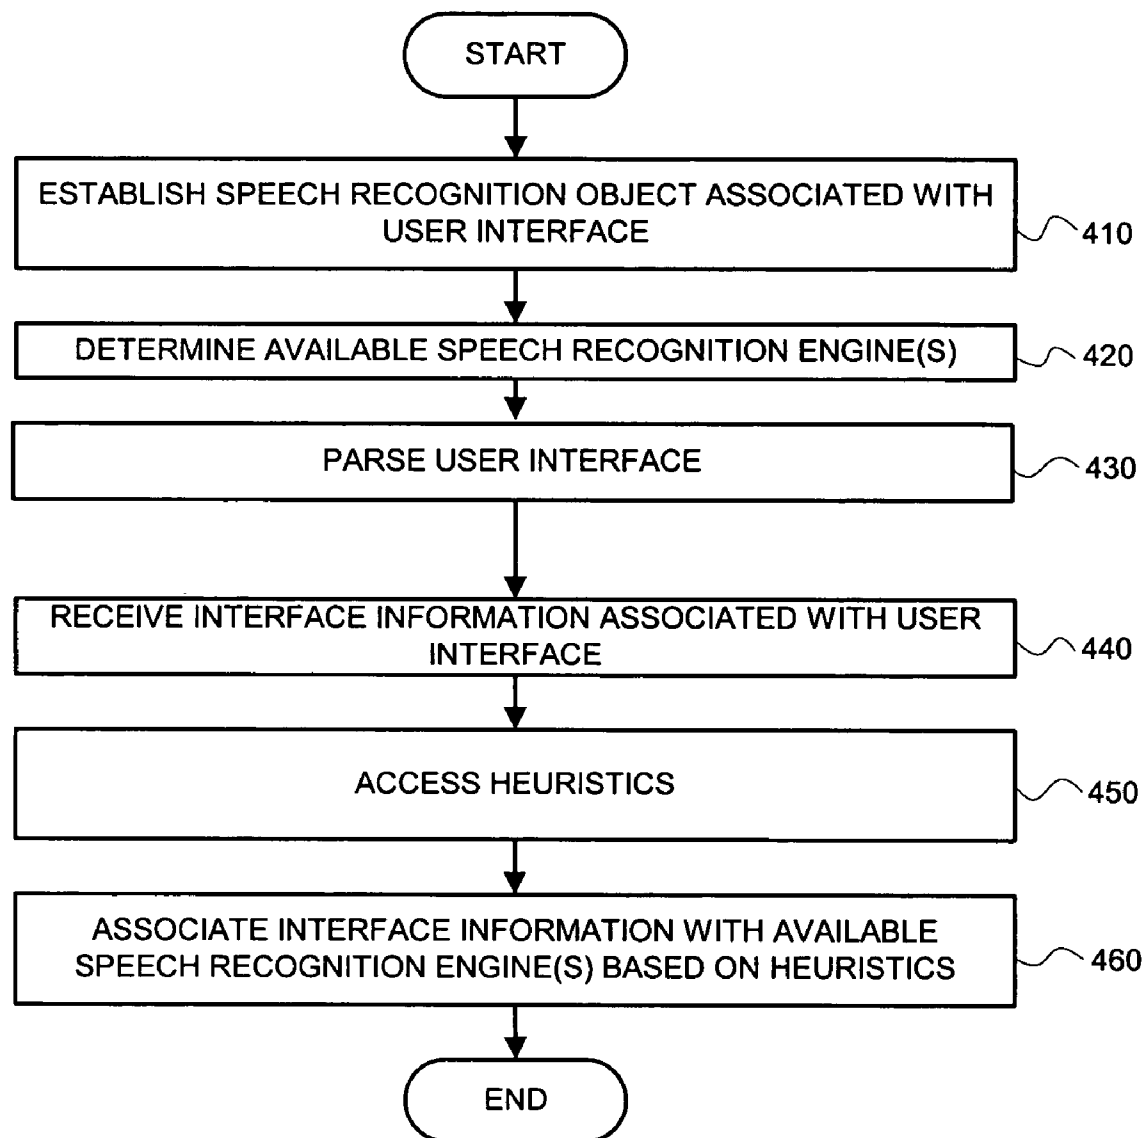 START
ESTABLISH SPEECH RECOGNITION OBJECT ASSOCIATED WITH
USER INTERFACE
410
DETERMINE AVAILABLE SPEECH RECOGNITION ENGINE(S)
420
PARSE USER INTERFACE
430
RECEIVE INTERFACE INFORMATION ASSOCIATED WITH USER
INTERFACE
440
ACCESS HEURISTICS
450
ASSOCIATE INTERFACE INFORMATION WITH AVAILABLE
SPEECH RECOGNITION ENGINE(S) BASED ON HEURISTICS
460
END